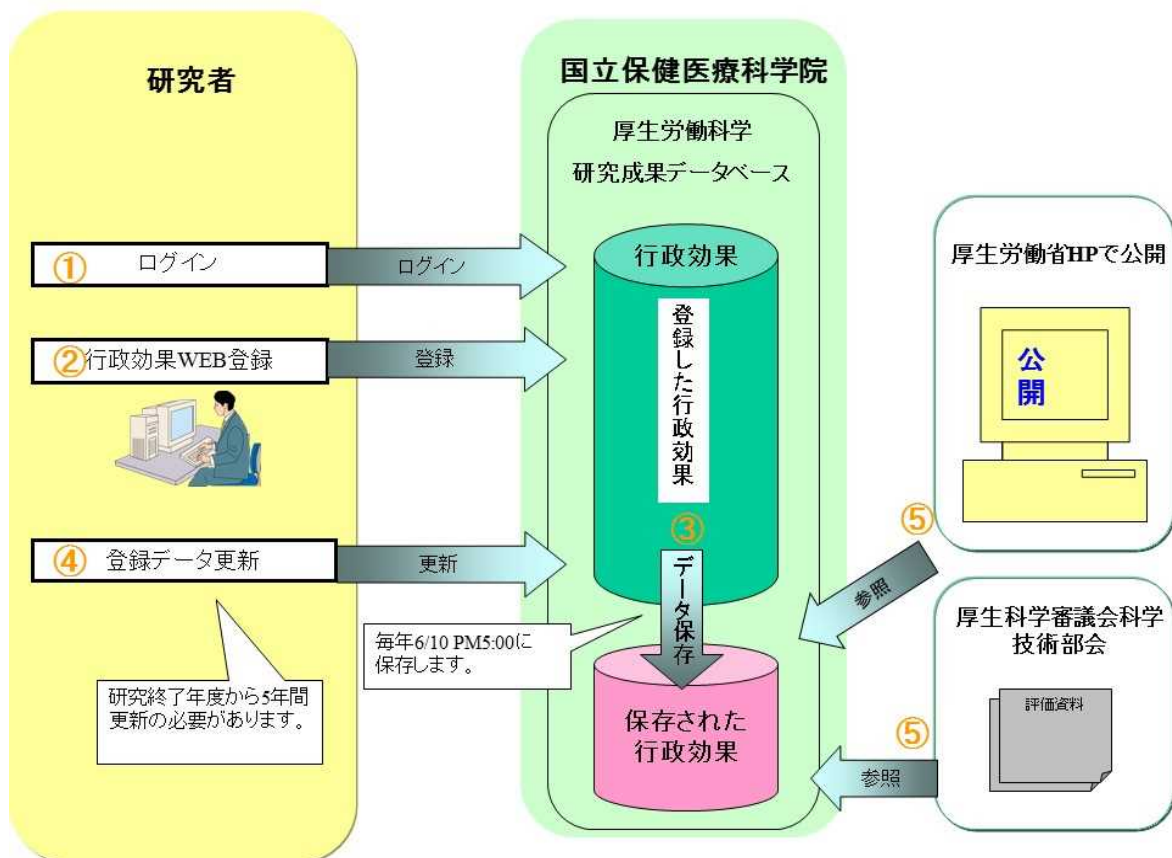 研究者
① ログイン
② 行政効果WEB登録
④ 登録データ更新
研究終了年度から5年間
更新の必要があります。
ログイン
登録
更新
毎年6/10 PM5:00に
保存します。
国立保健医療科学院
厚生労働科学
研究成果データベース
行政効果
登録した行政効果
③
データ保存
保存された
行政効果
⑤
参照
⑤
参照
厚生労働省HPで公開
公
開
厚生科学審議会科学
技術部会
評価資料